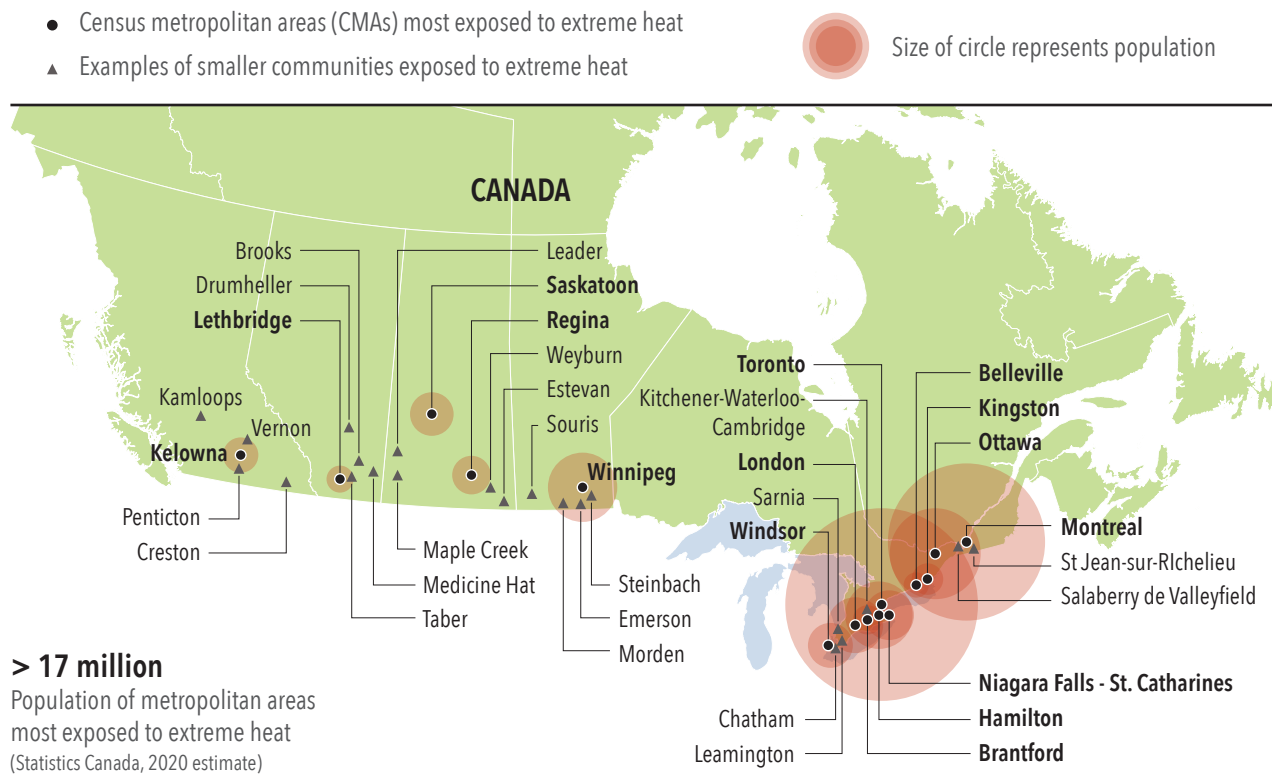 Census metropolitan areas (CMAs) most exposed to extreme heat
Examples of smaller communities exposed to extreme heat
Size of circle represents population
CANADA
Brooks
Drumheller
Lethbridge
Leader
Saskatoon
Regina
Weyburn
Estevan
Souris
Kamloops
Vernon
Kelowna
Winnipeg
Penticton
Creston
Maple Creek
Medicine Hat
Taber
Steinbach
Emerson
Morden
Toronto
Kitchener-Waterloo-
Cambridge
London
Sarnia
Windsor
Belleville
Kingston
Ottawa
Montreal
St Jean-sur-RIchelieu
Salaberry de Valleyfield
Niagara Falls - St. Catharines
Hamilton
Brantford
Chatham
Leamington
> 17 million
Population of metropolitan areas
most exposed to extreme heat
(Statistics Canada, 2020 estimate)